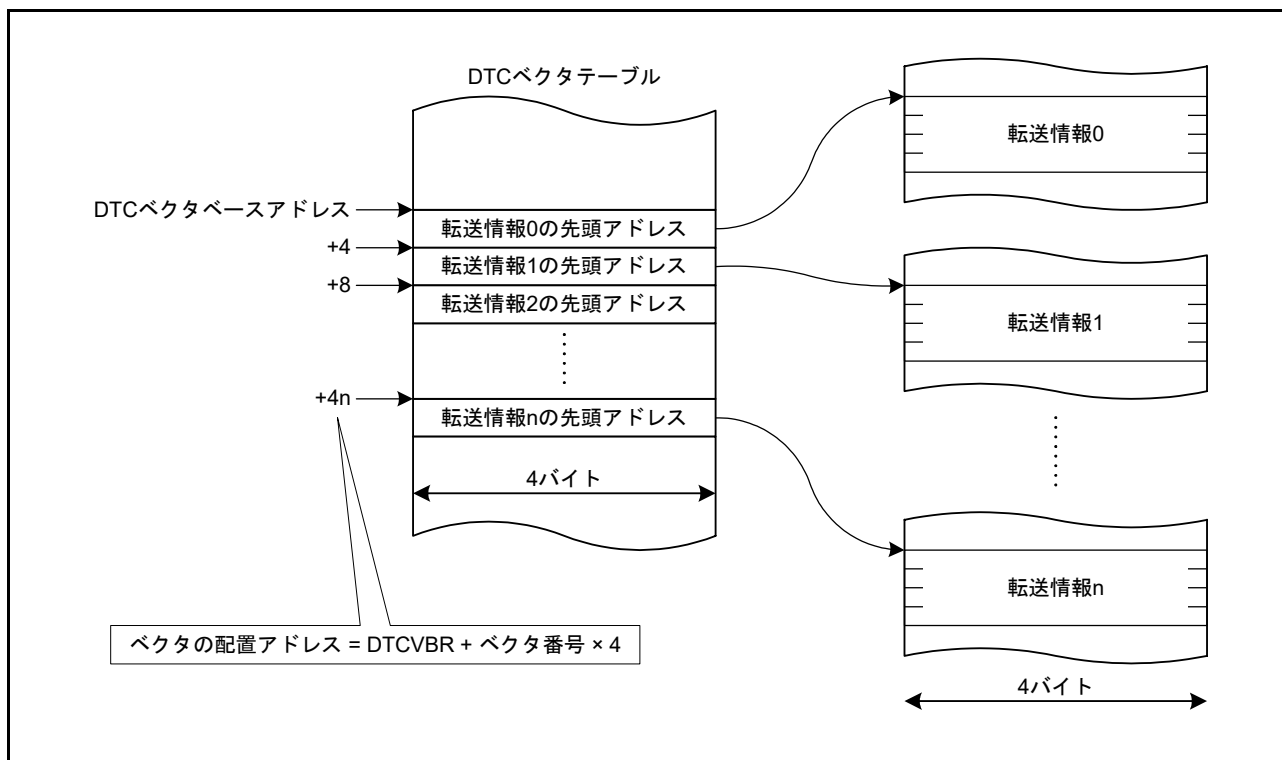 DTCベクタテーブル
DTCベクタベースアドレス
転送情報0の先頭アドレス
+4
転送情報1の先頭アドレス
+8
転送情報2の先頭アドレス
+4n
転送情報nの先頭アドレス
4バイト
ベクタの配置アドレス = DTCVBR + ベクタ番号 × 4
転送情報0
転送情報1
転送情報n
4バイト